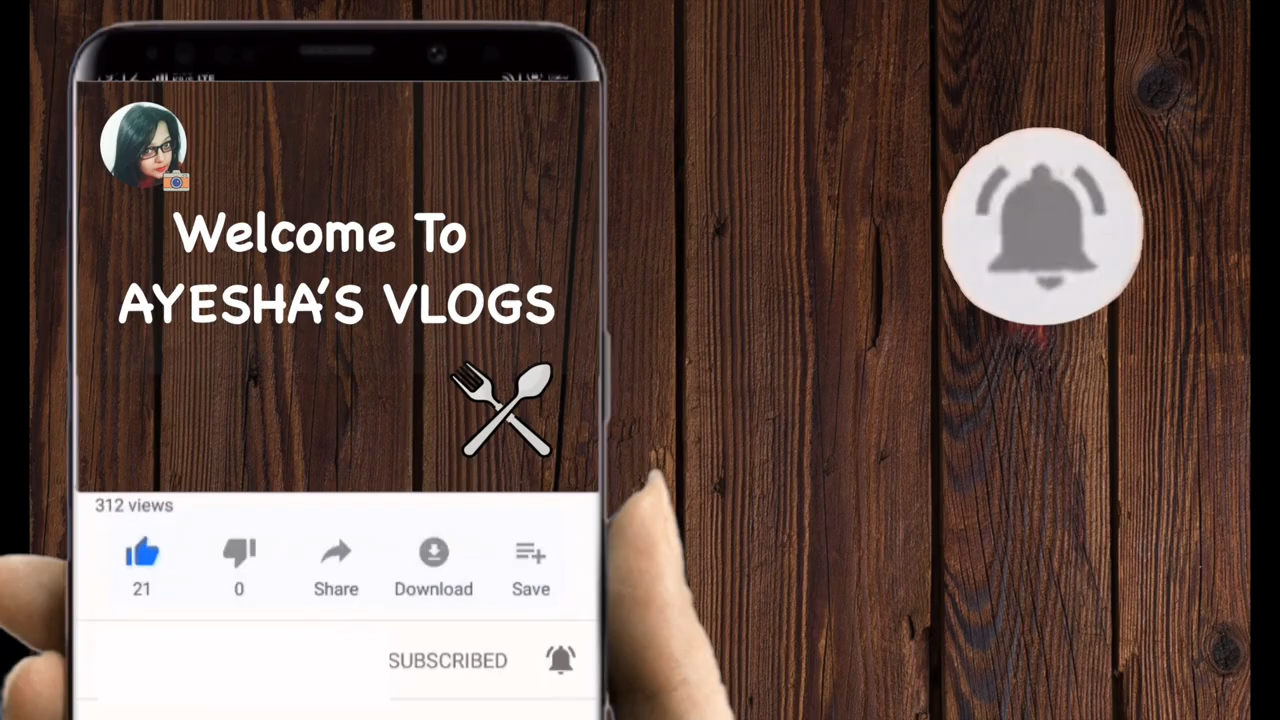 Welcome To
AYESHA'S VLOGS
312 views
21
0
Share
Download
Save
SUBSCRIBED